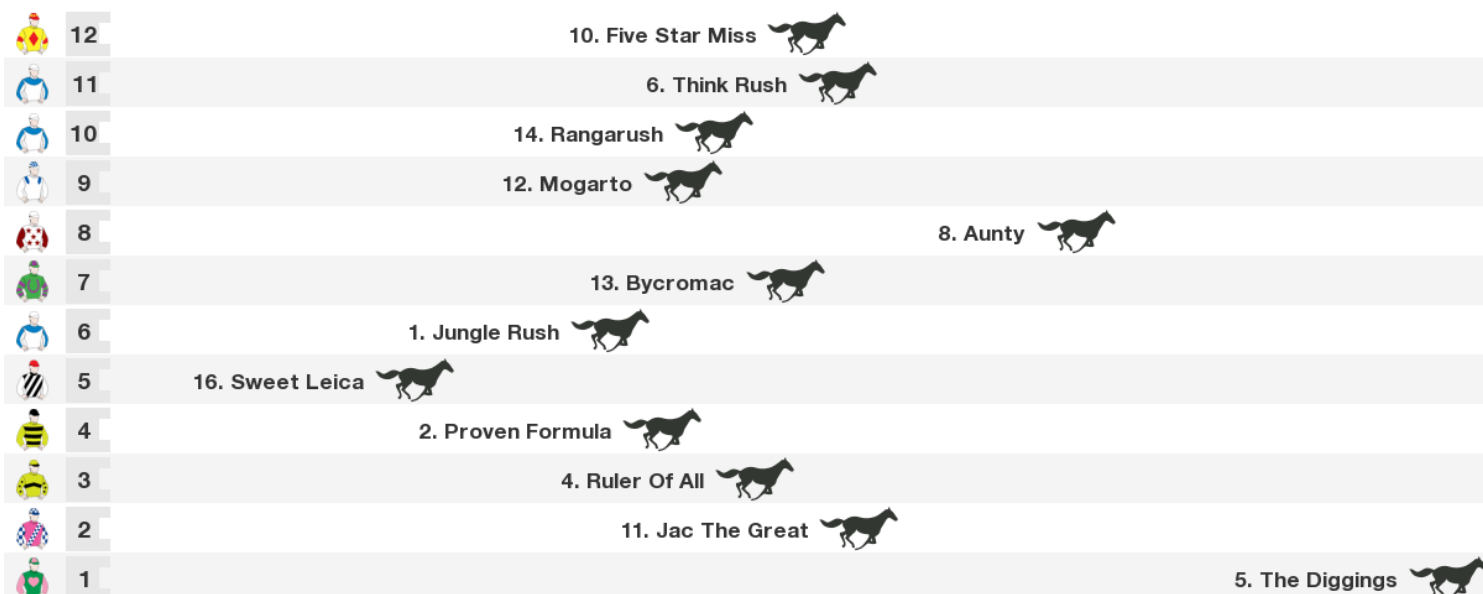 12 10. Five Star Miss
11 6. Think Rush
10 14. Rangarush
9 12. Mogarto
8 8. Aunty
7 13. Bycromac
6 1. Jungle Rush
5 16. Sweet Leica
4 2. Proven Formula
3 4. Ruler Of All
2 11. Jac The Great
1 5. The Diggings